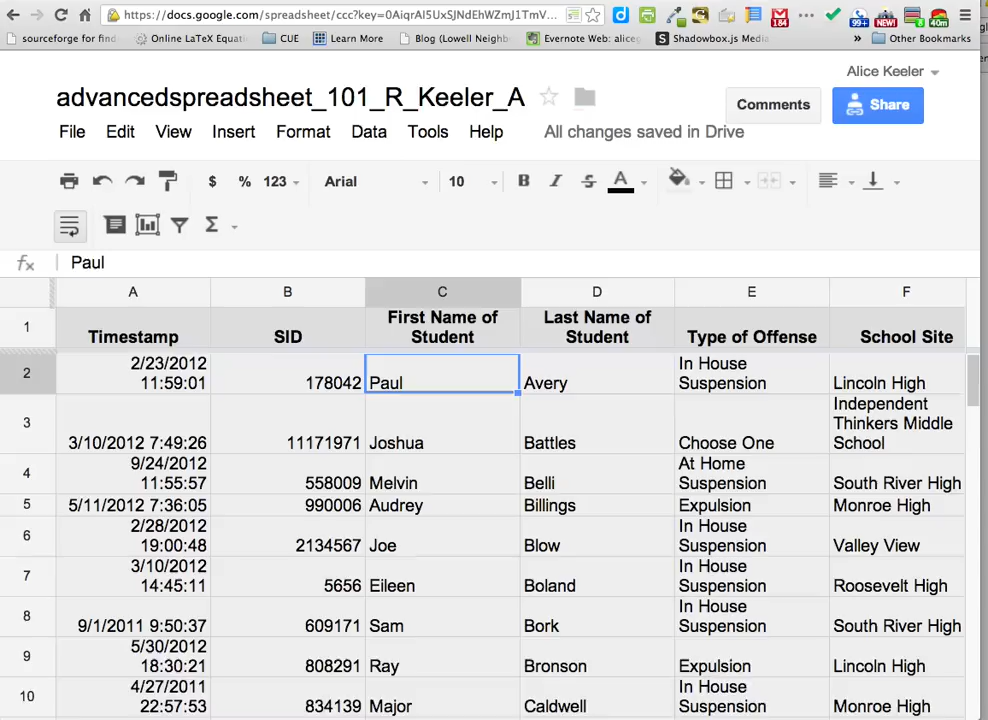 https://docs.google.com/spreadsheet/ccc?key=0AiqrAI5UxSJNdEhWZmJ1TmV...
184 99+ NEW! 3 40m
sourceforge for find Online LaTeX Equati CUE Learn More Blog (Lowell Neighb Evernote Web: aliceg Shadowbox.js Media » Other Bookmarks
Alice Keeler
advancedspreadsheet_101_R_Keeler_A
Comments Share
File Edit View Insert Format Data Tools Help All changes saved in Drive
$ % 123 Arial 10 B I S A
Σ
fx Paul
A B C D E F
1 Timestamp SID First Name of Student Last Name of Student Type of Offense School Site
2 2/23/2012 11:59:01 178042 Paul Avery In House Suspension Lincoln High
3 3/10/2012 7:49:26 11171971 Joshua Battles Choose One Independent Thinkers Middle School
4 9/24/2012 11:55:57 558009 Melvin Belli At Home Suspension South River High
5 5/11/2012 7:36:05 990006 Audrey Billings Expulsion Monroe High
6 2/28/2012 19:00:48 2134567 Joe Blow In House Suspension Valley View
7 3/10/2012 14:45:11 5656 Eileen Boland In House Suspension Roosevelt High
8 9/1/2011 9:50:37 609171 Sam Bork In House Suspension South River High
9 5/30/2012 18:30:21 808291 Ray Bronson Expulsion Lincoln High
10 4/27/2011 22:57:53 834139 Major Caldwell In House Suspension Monroe High